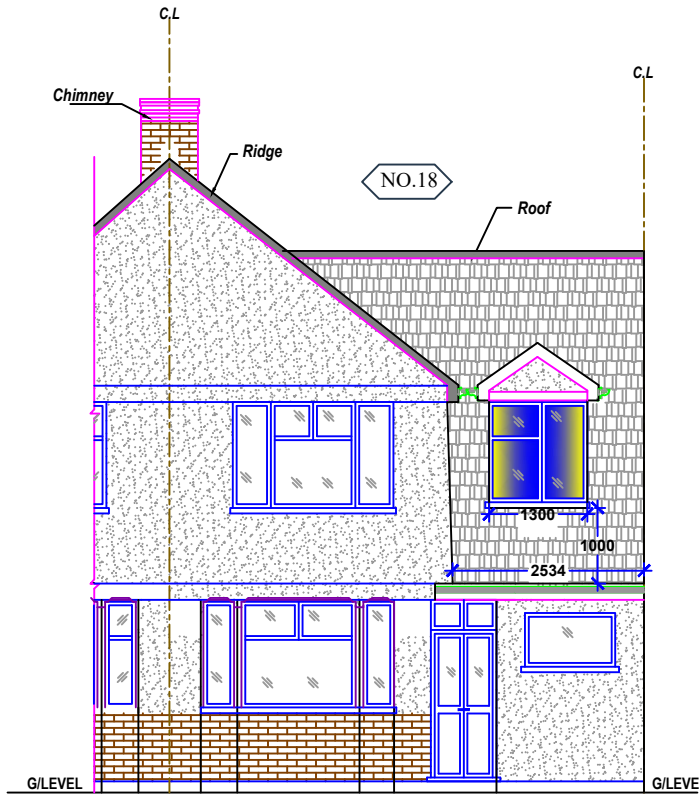 C.L
C.L
Chimney
Ridge
NO.18
Roof
1300
1000
2534
G/LEVEL
G/LEVE